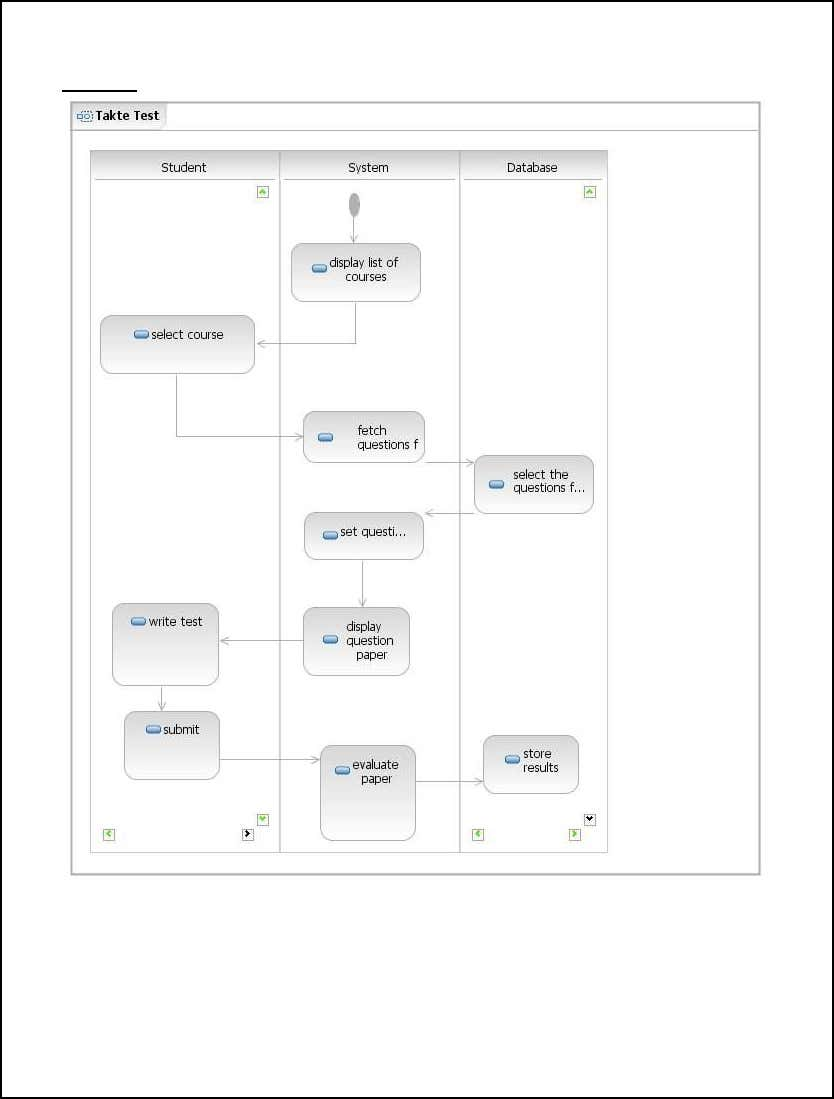 Takte Test
Student
System
Database
display list of
courses
select course
fetch
questions f
select the
questions f...
set questi...
write test
display
question
paper
submit
evaluate
paper
store
results